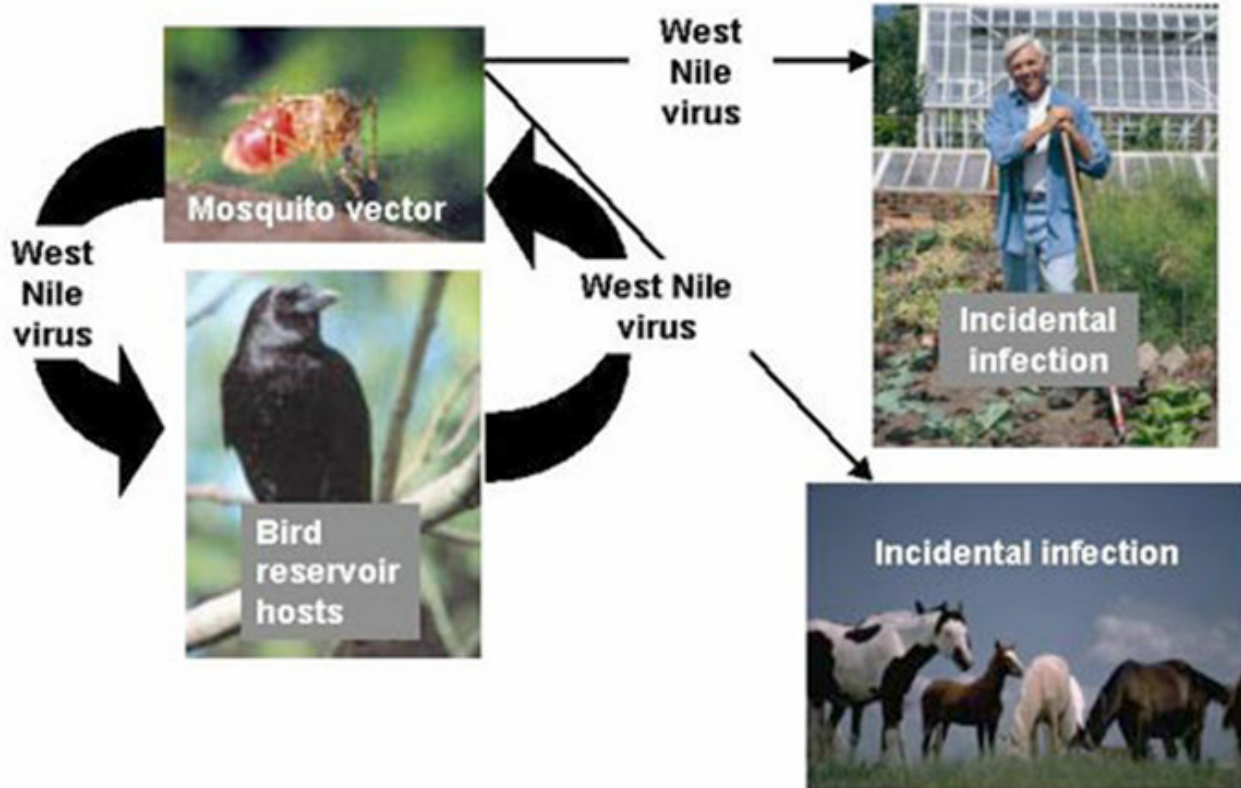 West
Nile
virus
Mosquito vector
West
Nile
virus
West Nile
virus
Incidental
infection
Bird
reservoir
hosts
Incidental infection